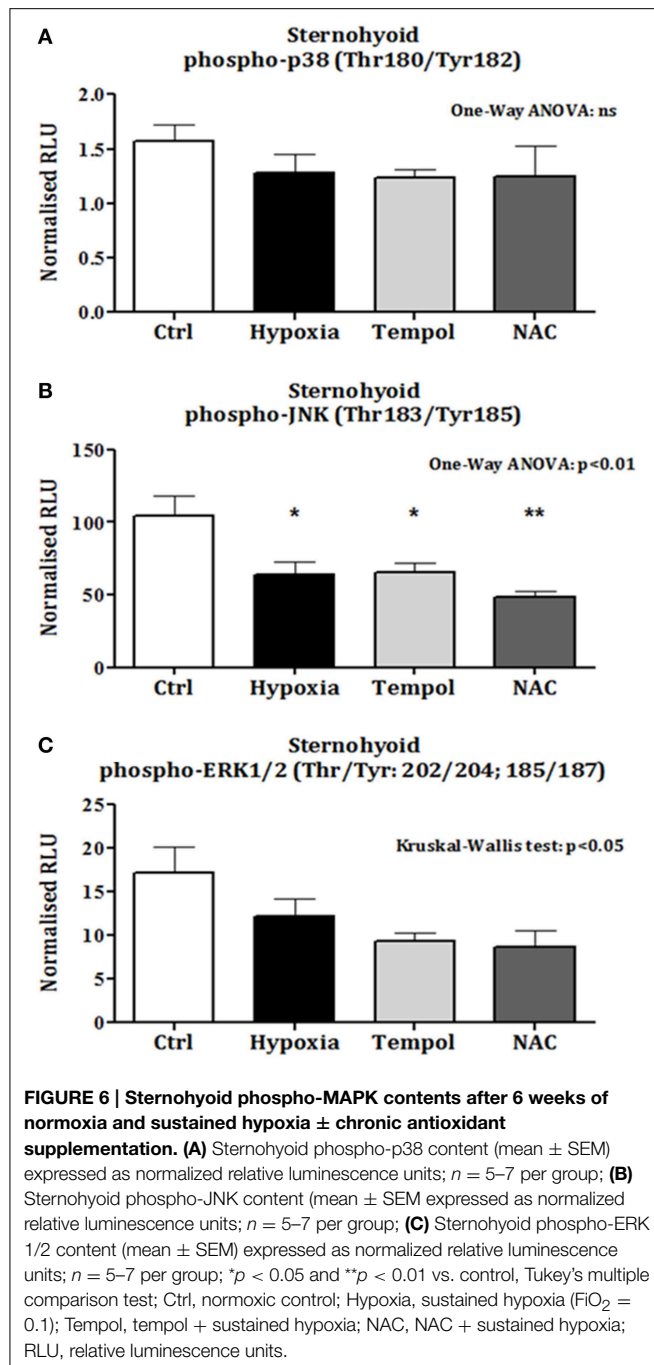 A
Sternohyoid
phospho-p38 (Thr180/Tyr182)
One-Way ANOVA: ns
Normalised RLU
2.0
1.5
1.0
0.5
0.0
Ctrl Hypoxia Tempol NAC
B
Sternohyoid
phospho-JNK (Thr183/Tyr185)
One-Way ANOVA: p<0.01
Normalised RLU
150
100
50
0
* * **
Ctrl Hypoxia Tempol NAC
C
Sternohyoid
phospho-ERK1/2 (Thr/Tyr: 202/204; 185/187)
Kruskal-Wallis test: p<0.05
Normalised RLU
25
20
15
10
5
0
Ctrl Hypoxia Tempol NAC
FIGURE 6 | Sternohyoid phospho-MAPK contents after 6 weeks of
normoxia and sustained hypoxia ± chronic antioxidant
supplementation. (A) Sternohyoid phospho-p38 content (mean ± SEM)
expressed as normalized relative luminescence units; n = 5–7 per group; (B)
Sternohyoid phospho-JNK content (mean ± SEM expressed as normalized
relative luminescence units; n = 5–7 per group; (C) Sternohyoid phospho-ERK
1/2 content (mean ± SEM) expressed as normalized relative luminescence
units; n = 5–7 per group; *p < 0.05 and **p < 0.01 vs. control, Tukey's multiple
comparison test; Ctrl, normoxic control; Hypoxia, sustained hypoxia (FiO₂ =
0.1); Tempol, tempol + sustained hypoxia; NAC, NAC + sustained hypoxia;
RLU, relative luminescence units.